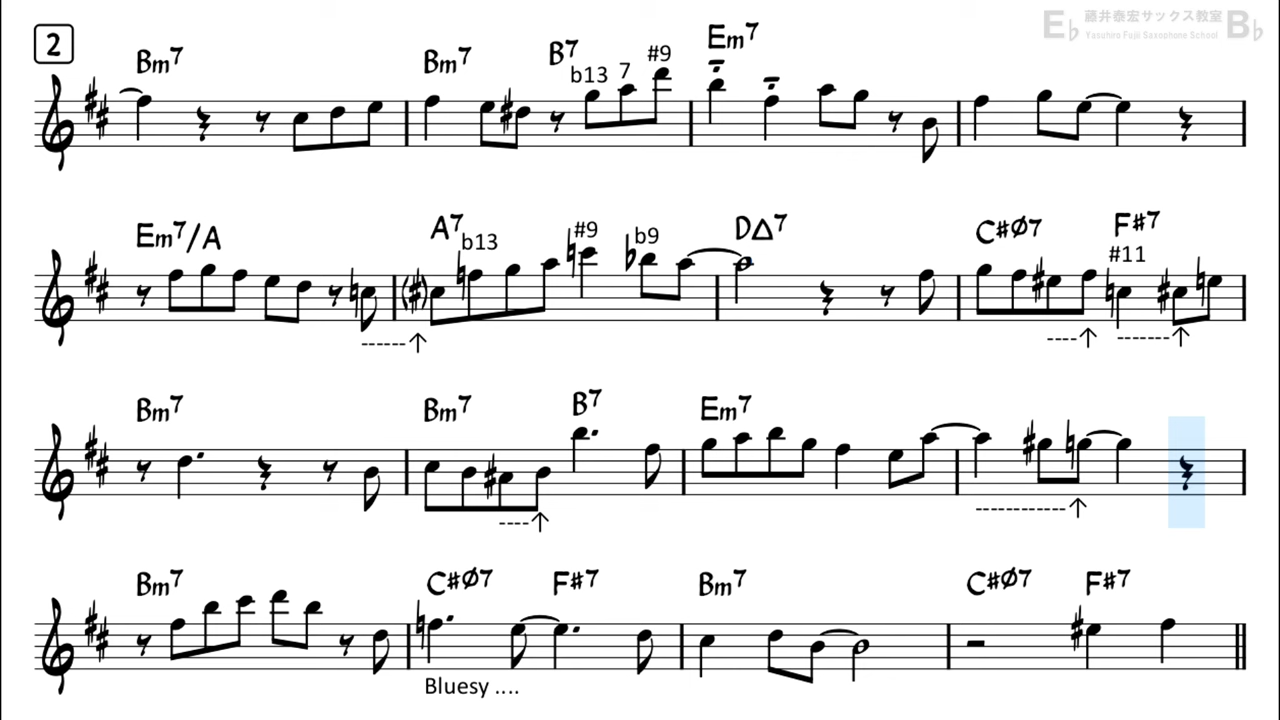 2
E♭ 藤井泰宏サックス教室 B♭
Yasuhiro Fujii Saxophone School
Bm7 Bm7 B7 Em7
b13 7 #9
Em7/A A7 D△7 C#Ø7 F#7
b13 #9 b9 #11
Bm7 Bm7 B7 Em7
Bm7 C#Ø7 F#7 Bm7 C#Ø7 F#7
Bluesy ....